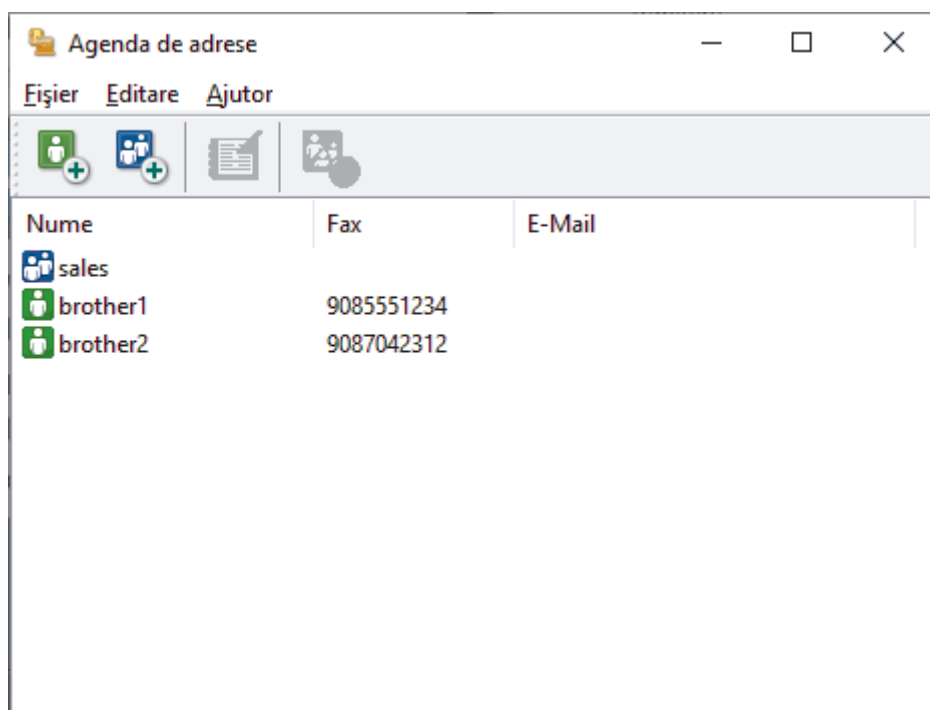 Agenda de adrese
Fişier Editare Ajutor
Nume Fax E-Mail
sales
brother1 9085551234
brother2 9087042312